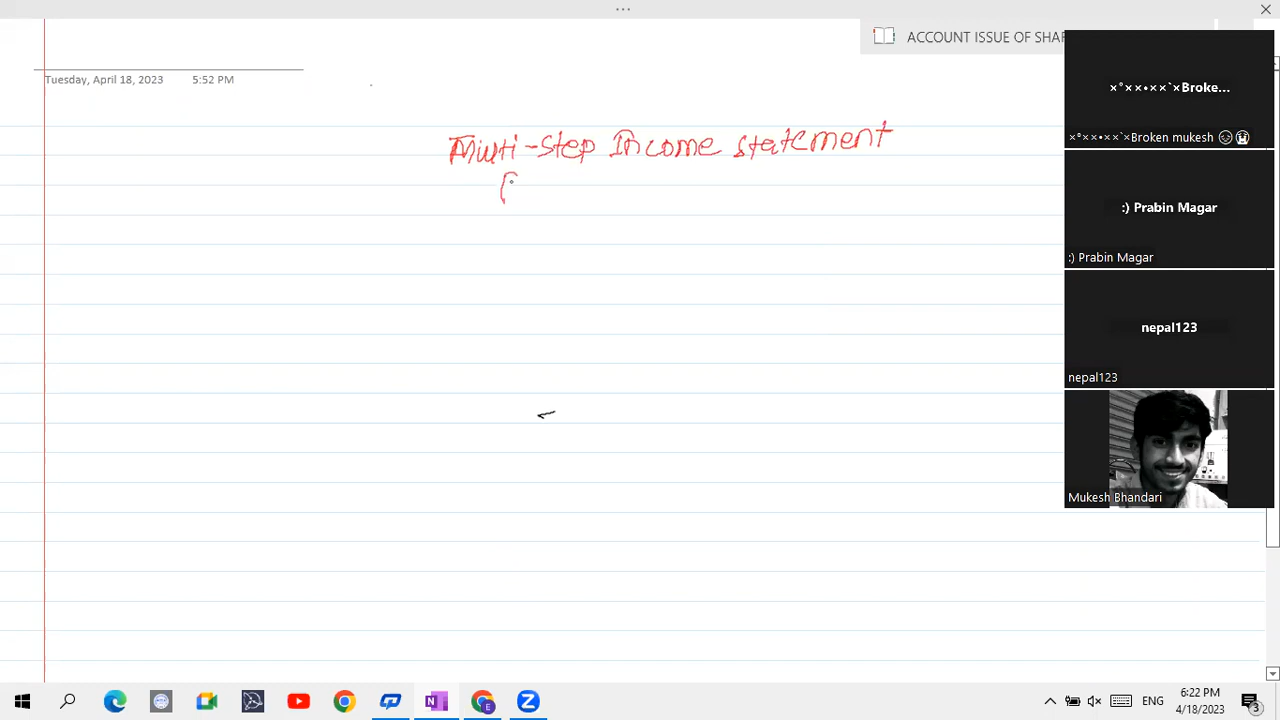 ACCOUNT ISSUE OF SHAR
Tuesday, April 18, 2023 5:52 PM
Multi-Step Income statement
(
×°××•××`×Broke...
×°××•××`×Broken mukesh 😔😭
:) Prabin Magar
:) Prabin Magar
nepal123
nepal123
Mukesh Bhandari
ENG
6:22 PM
4/18/2023
3